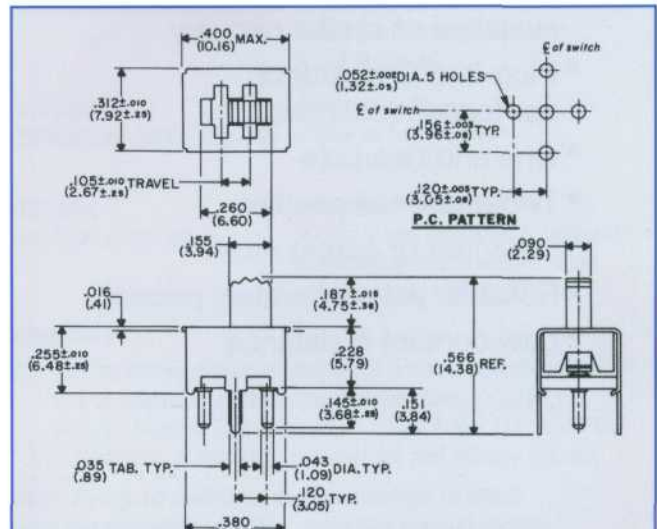 .400 MAX.
(10.16)
.312±.010
(7.92±.25)
.105±.010 TRAVEL
(2.67±.25)
.260
(6.60)
.155
(3.94)
℄ of switch
.052±.002 DIA. 5 HOLES
(1.32±.05)
℄ of switch
.156±.003 TYP.
(3.96±.08)
.120±.003 TYP.
(3.05±.08)
P.C. PATTERN
.090
(2.29)
.016
(.41)
.187±.015
(4.75±.38)
.255±.010
(6.48±.25)
.228
(5.79)
.566 REF.
(14.38)
.145±.010
(3.68±.25)
.151
(3.84)
.035 TAB. TYP.
(.89)
.043 DIA. TYP.
(1.09)
.120 TYP.
(3.05)
.380